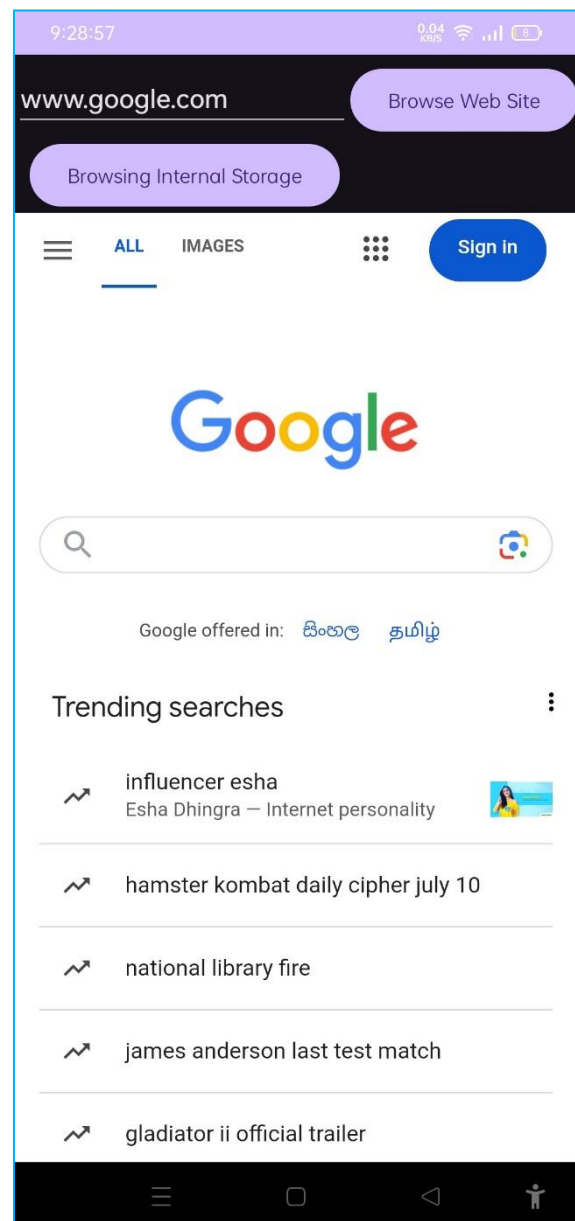 9:28:57
0.04
KB/S
8
www.google.com
Browse Web Site
Browsing Internal Storage
ALL IMAGES
Sign in
Google
Google offered in: සිංහල தமிழ்
Trending searches
influencer esha
Esha Dhingra — Internet personality
hamster kombat daily cipher july 10
national library fire
james anderson last test match
gladiator ii official trailer